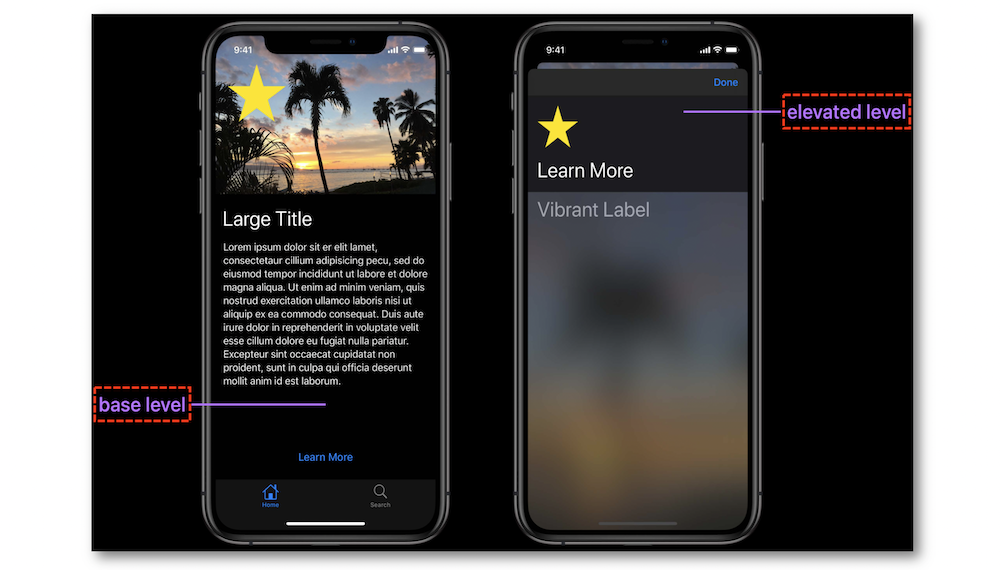 9:41
Large Title
Lorem ipsum dolor sit er elit lamet,
consectetaur cillium adipisicing pecu, sed do
eiusmod tempor incididunt ut labore et dolore
magna aliqua. Ut enim ad minim veniam, quis
nostrud exercitation ullamco laboris nisi ut
aliquip ex ea commodo consequat. Duis aute
irure dolor in reprehenderit in voluptate velit
esse cillum dolore eu fugiat nulla pariatur.
Excepteur sint occaecat cupidatat non
proident, sunt in culpa qui officia deserunt
mollit anim id est laborum.
base level
Learn More
Home
Search
9:41
Done
elevated level
Learn More
Vibrant Label